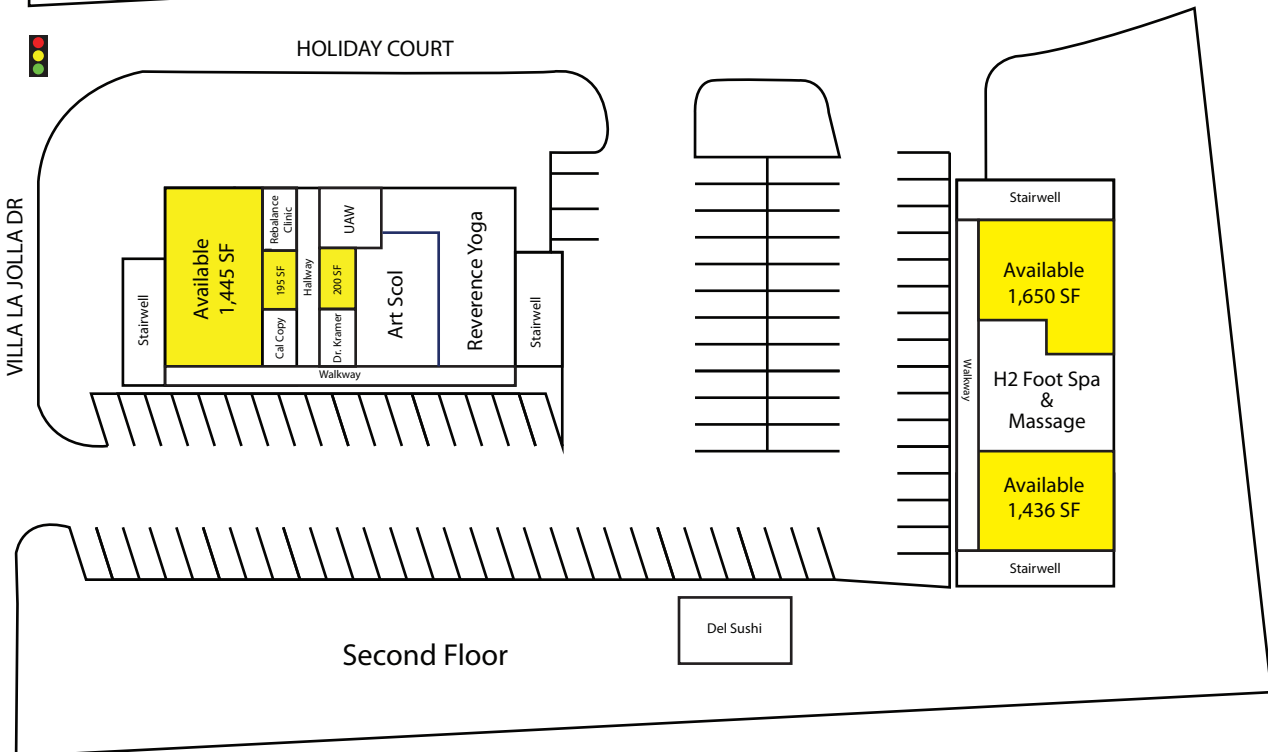 HOLIDAY COURT
VILLA LA JOLLA DR
Stairwell
Available
1,445 SF
Rebalance
Clinic
195 SF
Cal Copy
Hallway
UAW
200 SF
Dr. Kramer
Art Scol
Reverence Yoga
Stairwell
Walkway
Stairwell
Available
1,650 SF
Walkway
H2 Foot Spa
&
Massage
Available
1,436 SF
Stairwell
Del Sushi
Second Floor